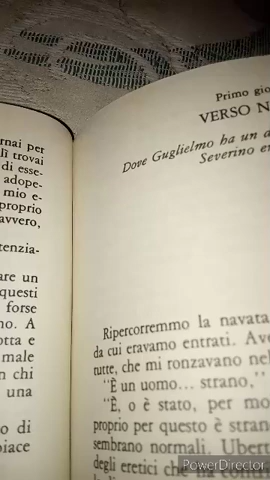 rnai per
lì trovai
di esse-
adope-
mio e-
proprio
avvero,
tenzia-
are un
questi
forse
no. A
otta e
male
n chi
una
o di
piace
Primo gio
VERSO N
Dove Guglielmo ha un
Severino er
Ripercorremmo la navata
da cui eravamo entrati. Ave
tutte, che mi ronzavano nel
"È un uomo... strano,"
"È, o è stato, per mo
proprio per questo è stran
sembrano normali. Ubert
degli eretici che ha
PowerDirector